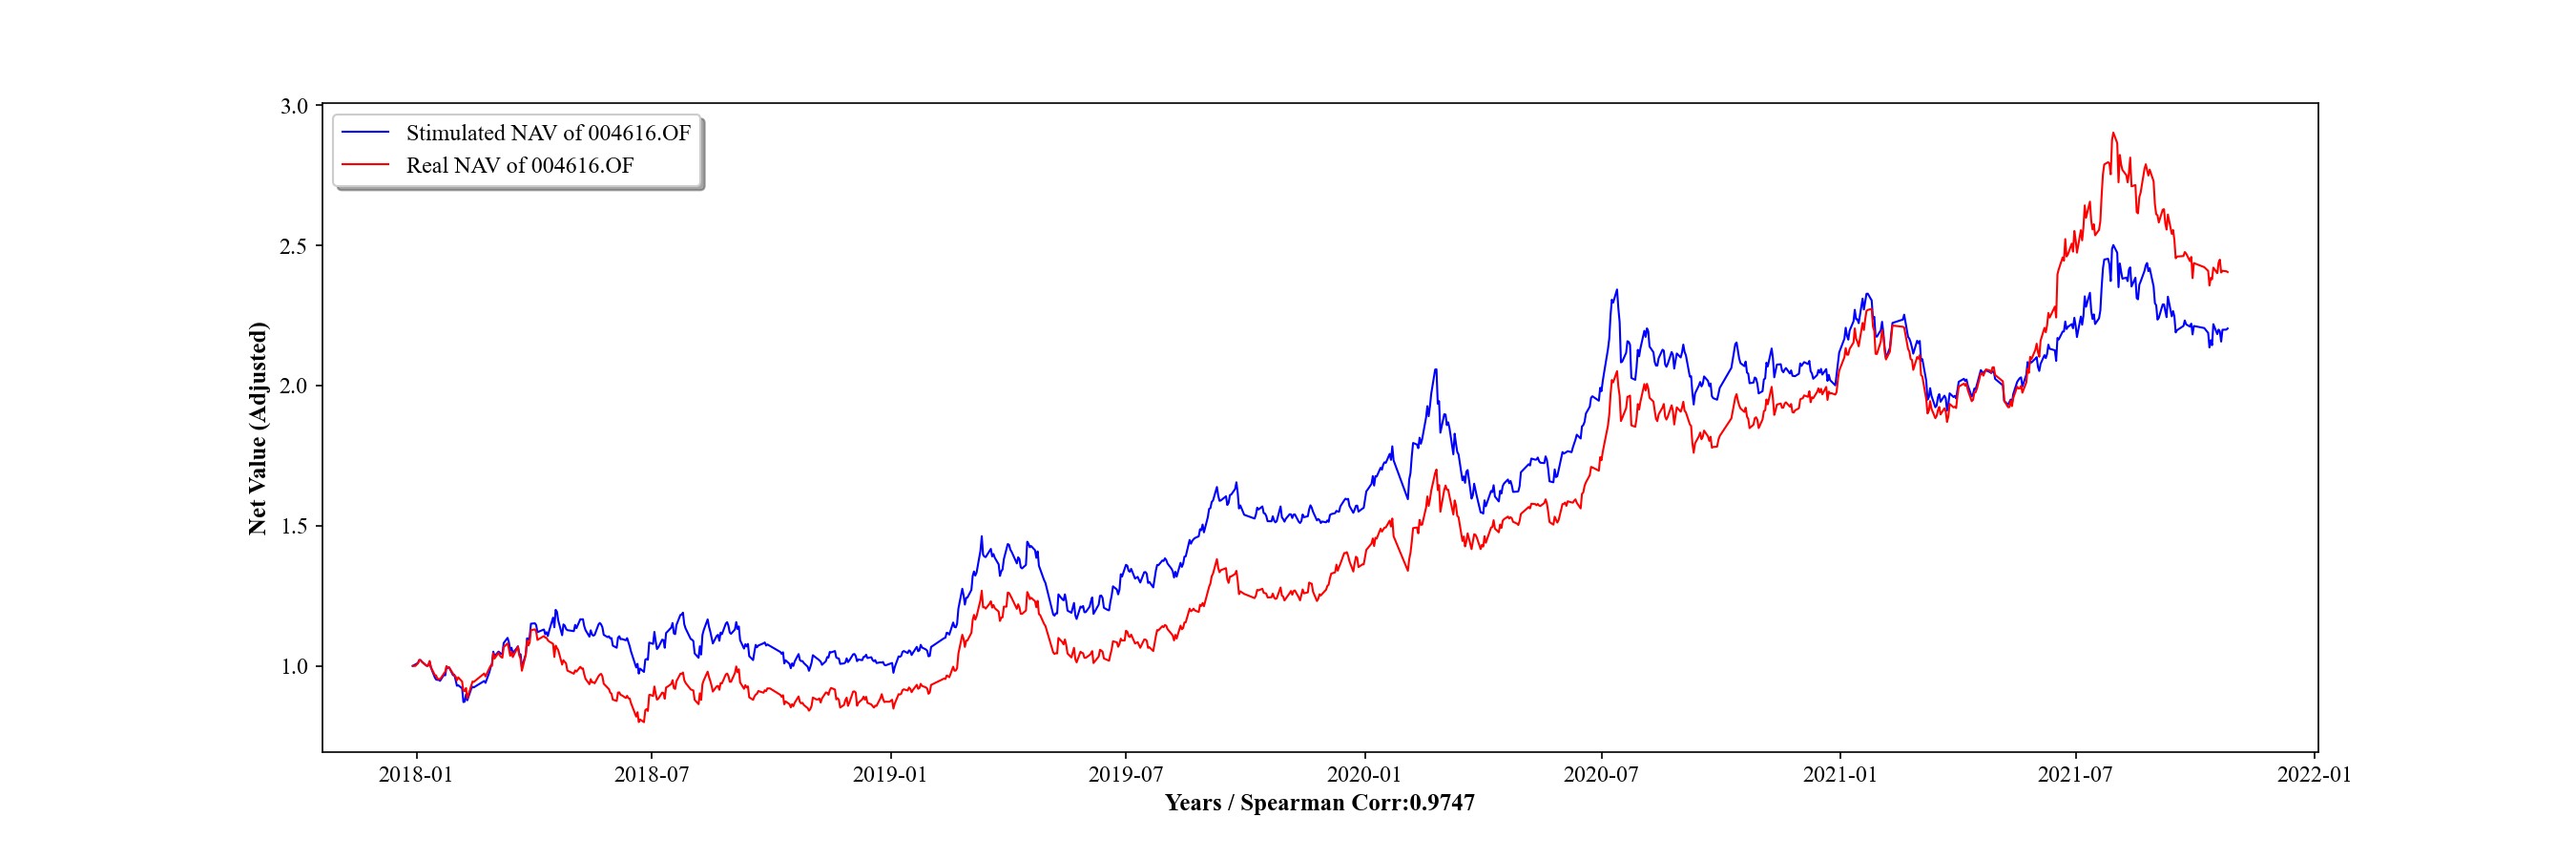 Stimulated NAV of 004616.OF
Real NAV of 004616.OF
Net Value (Adjusted)
3.0
2.5
2.0
1.5
1.0
2018-01 2018-07 2019-01 2019-07 2020-01 2020-07 2021-01 2021-07 2022-01
Years / Spearman Corr:0.9747